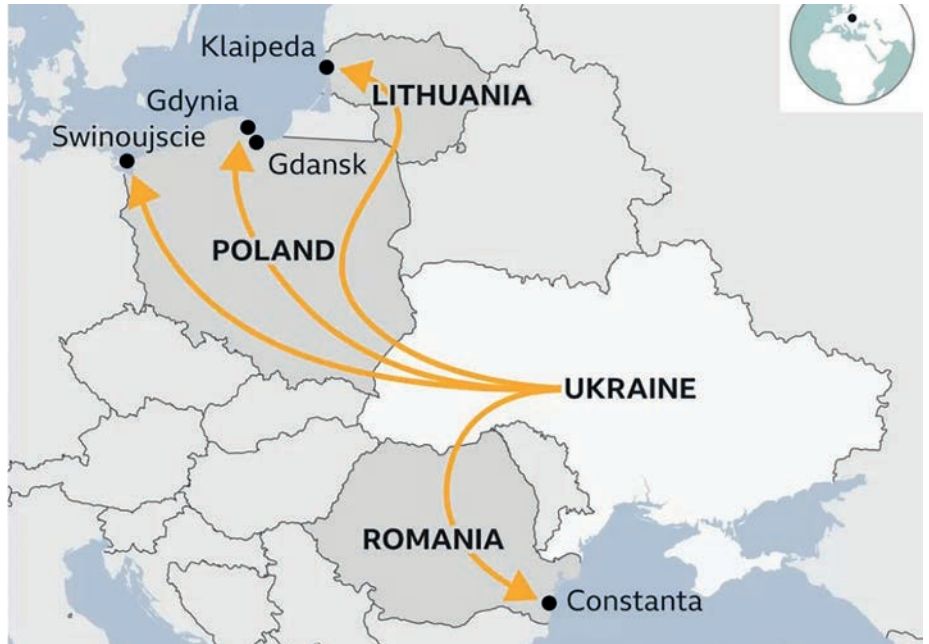 Klaipeda
LITHUANIA
Gdynia
Swinoujscie
Gdansk
POLAND
UKRAINE
ROMANIA
Constanta